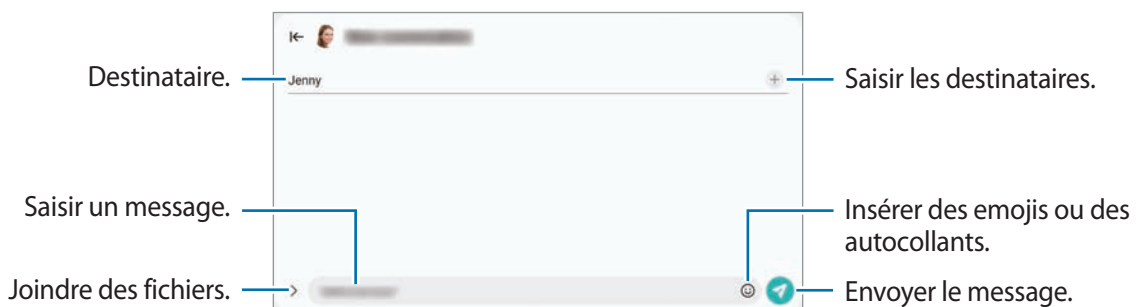 Destinataire.
Jenny
Saisir les destinataires.
Saisir un message.
Insérer des emojis ou des
autocollants.
Joindre des fichiers.
Envoyer le message.